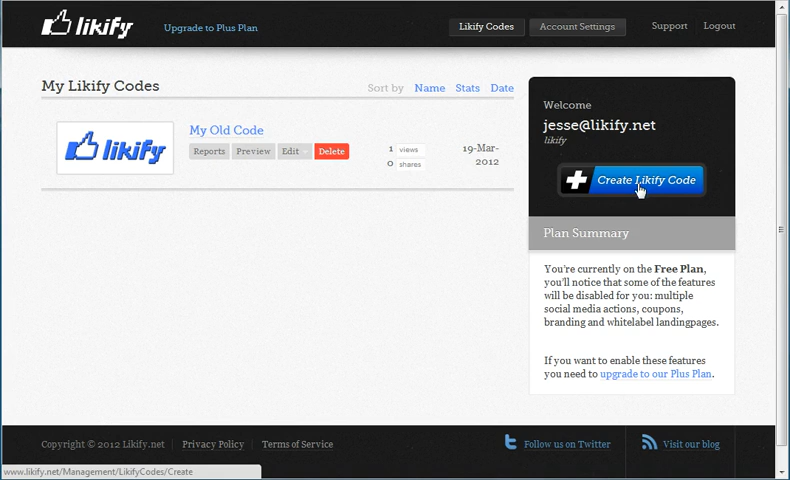 likify Upgrade to Plus Plan Likify Codes Account Settings Support Logout
My Likify Codes Sort by Name Stats Date
likify
My Old Code
Reports Preview Edit Delete
1 views
0 shares
19-Mar-
2012
Welcome
jesse@likify.net
likify
Create Likify Code
Plan Summary
You're currently on the Free Plan,
you'll notice that some of the features
will be disabled for you: multiple
social media actions, coupons,
branding and whitelabel landingpages.
If you want to enable these features
you need to upgrade to our Plus Plan.
Copyright © 2012 Likify.net Privacy Policy Terms of Service Follow us on Twitter Visit our blog
www.likify.net/Management/LikifyCodes/Create